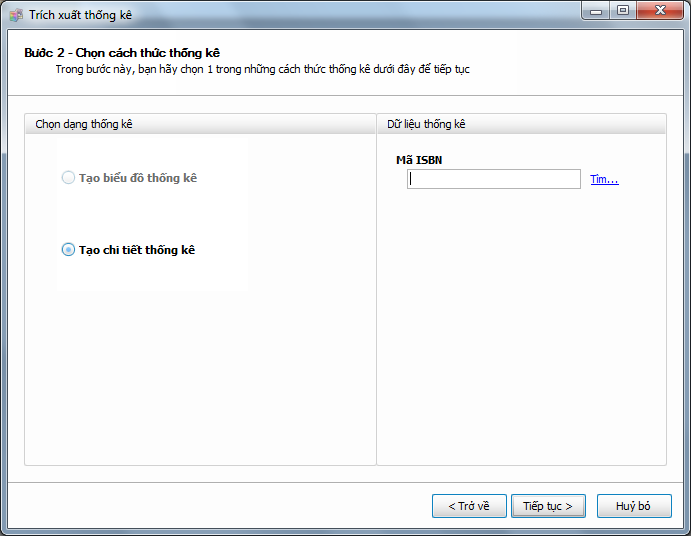 Trích xuất thống kê
Bước 2 - Chọn cách thức thống kê
Trong bước này, bạn hãy chọn 1 trong những cách thức thống kê dưới đây để tiếp tục
Chọn dạng thống kê
Dữ liệu thống kê
Mã ISBN
Tạo biểu đồ thống kê
Tìm...
Tạo chi tiết thống kê
< Trở về
Tiếp tục >
Huỷ bỏ